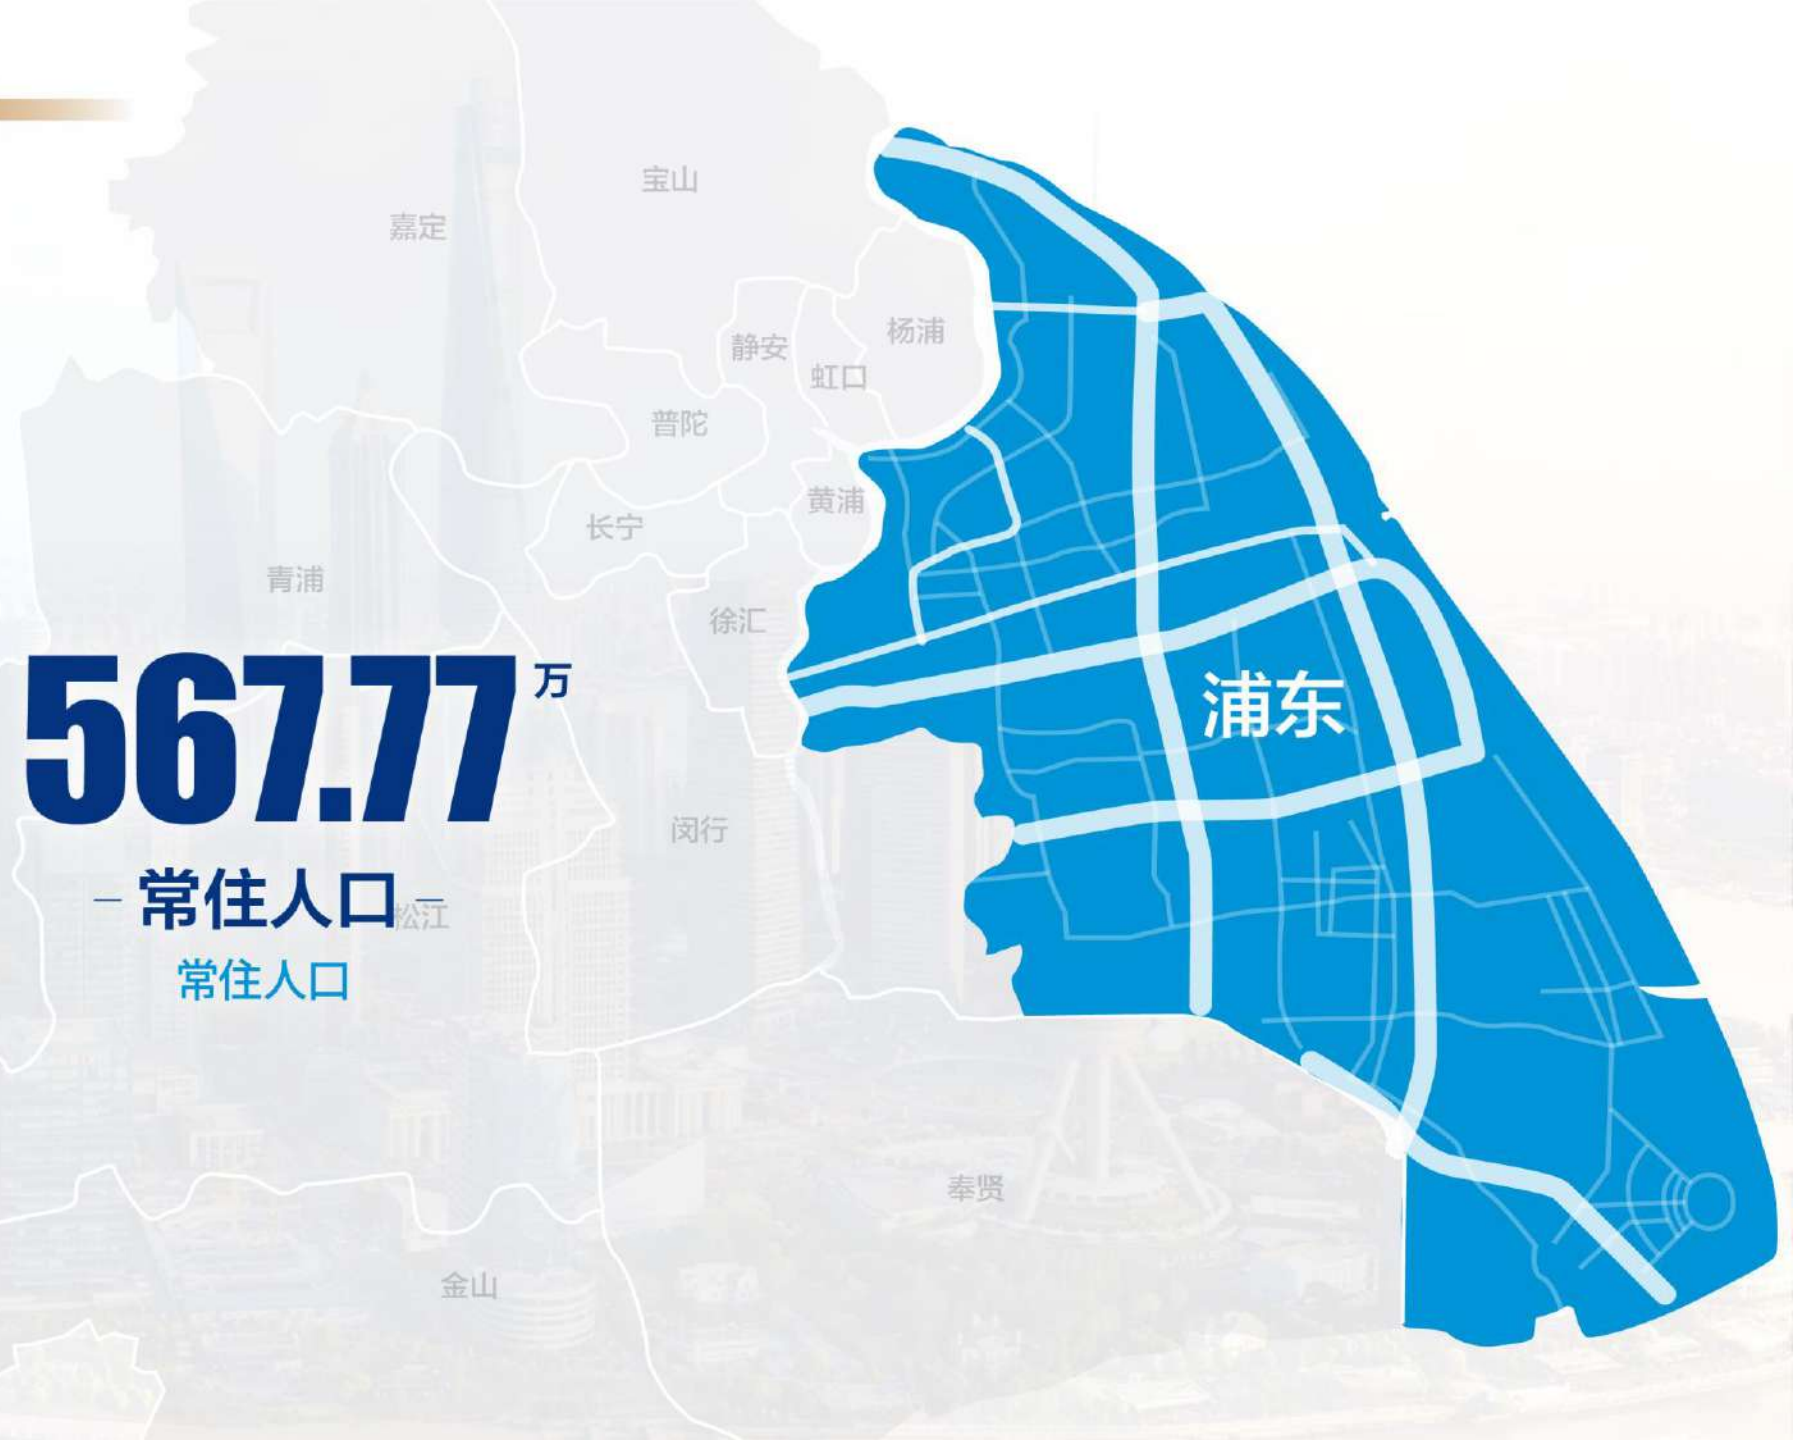 宝山
嘉定
杨浦
静安
虹口
普陀
黄浦
长宁
青浦
徐汇
567.77万
浦东
闵行
常住人口
松江
常住人口
奉贤
金山